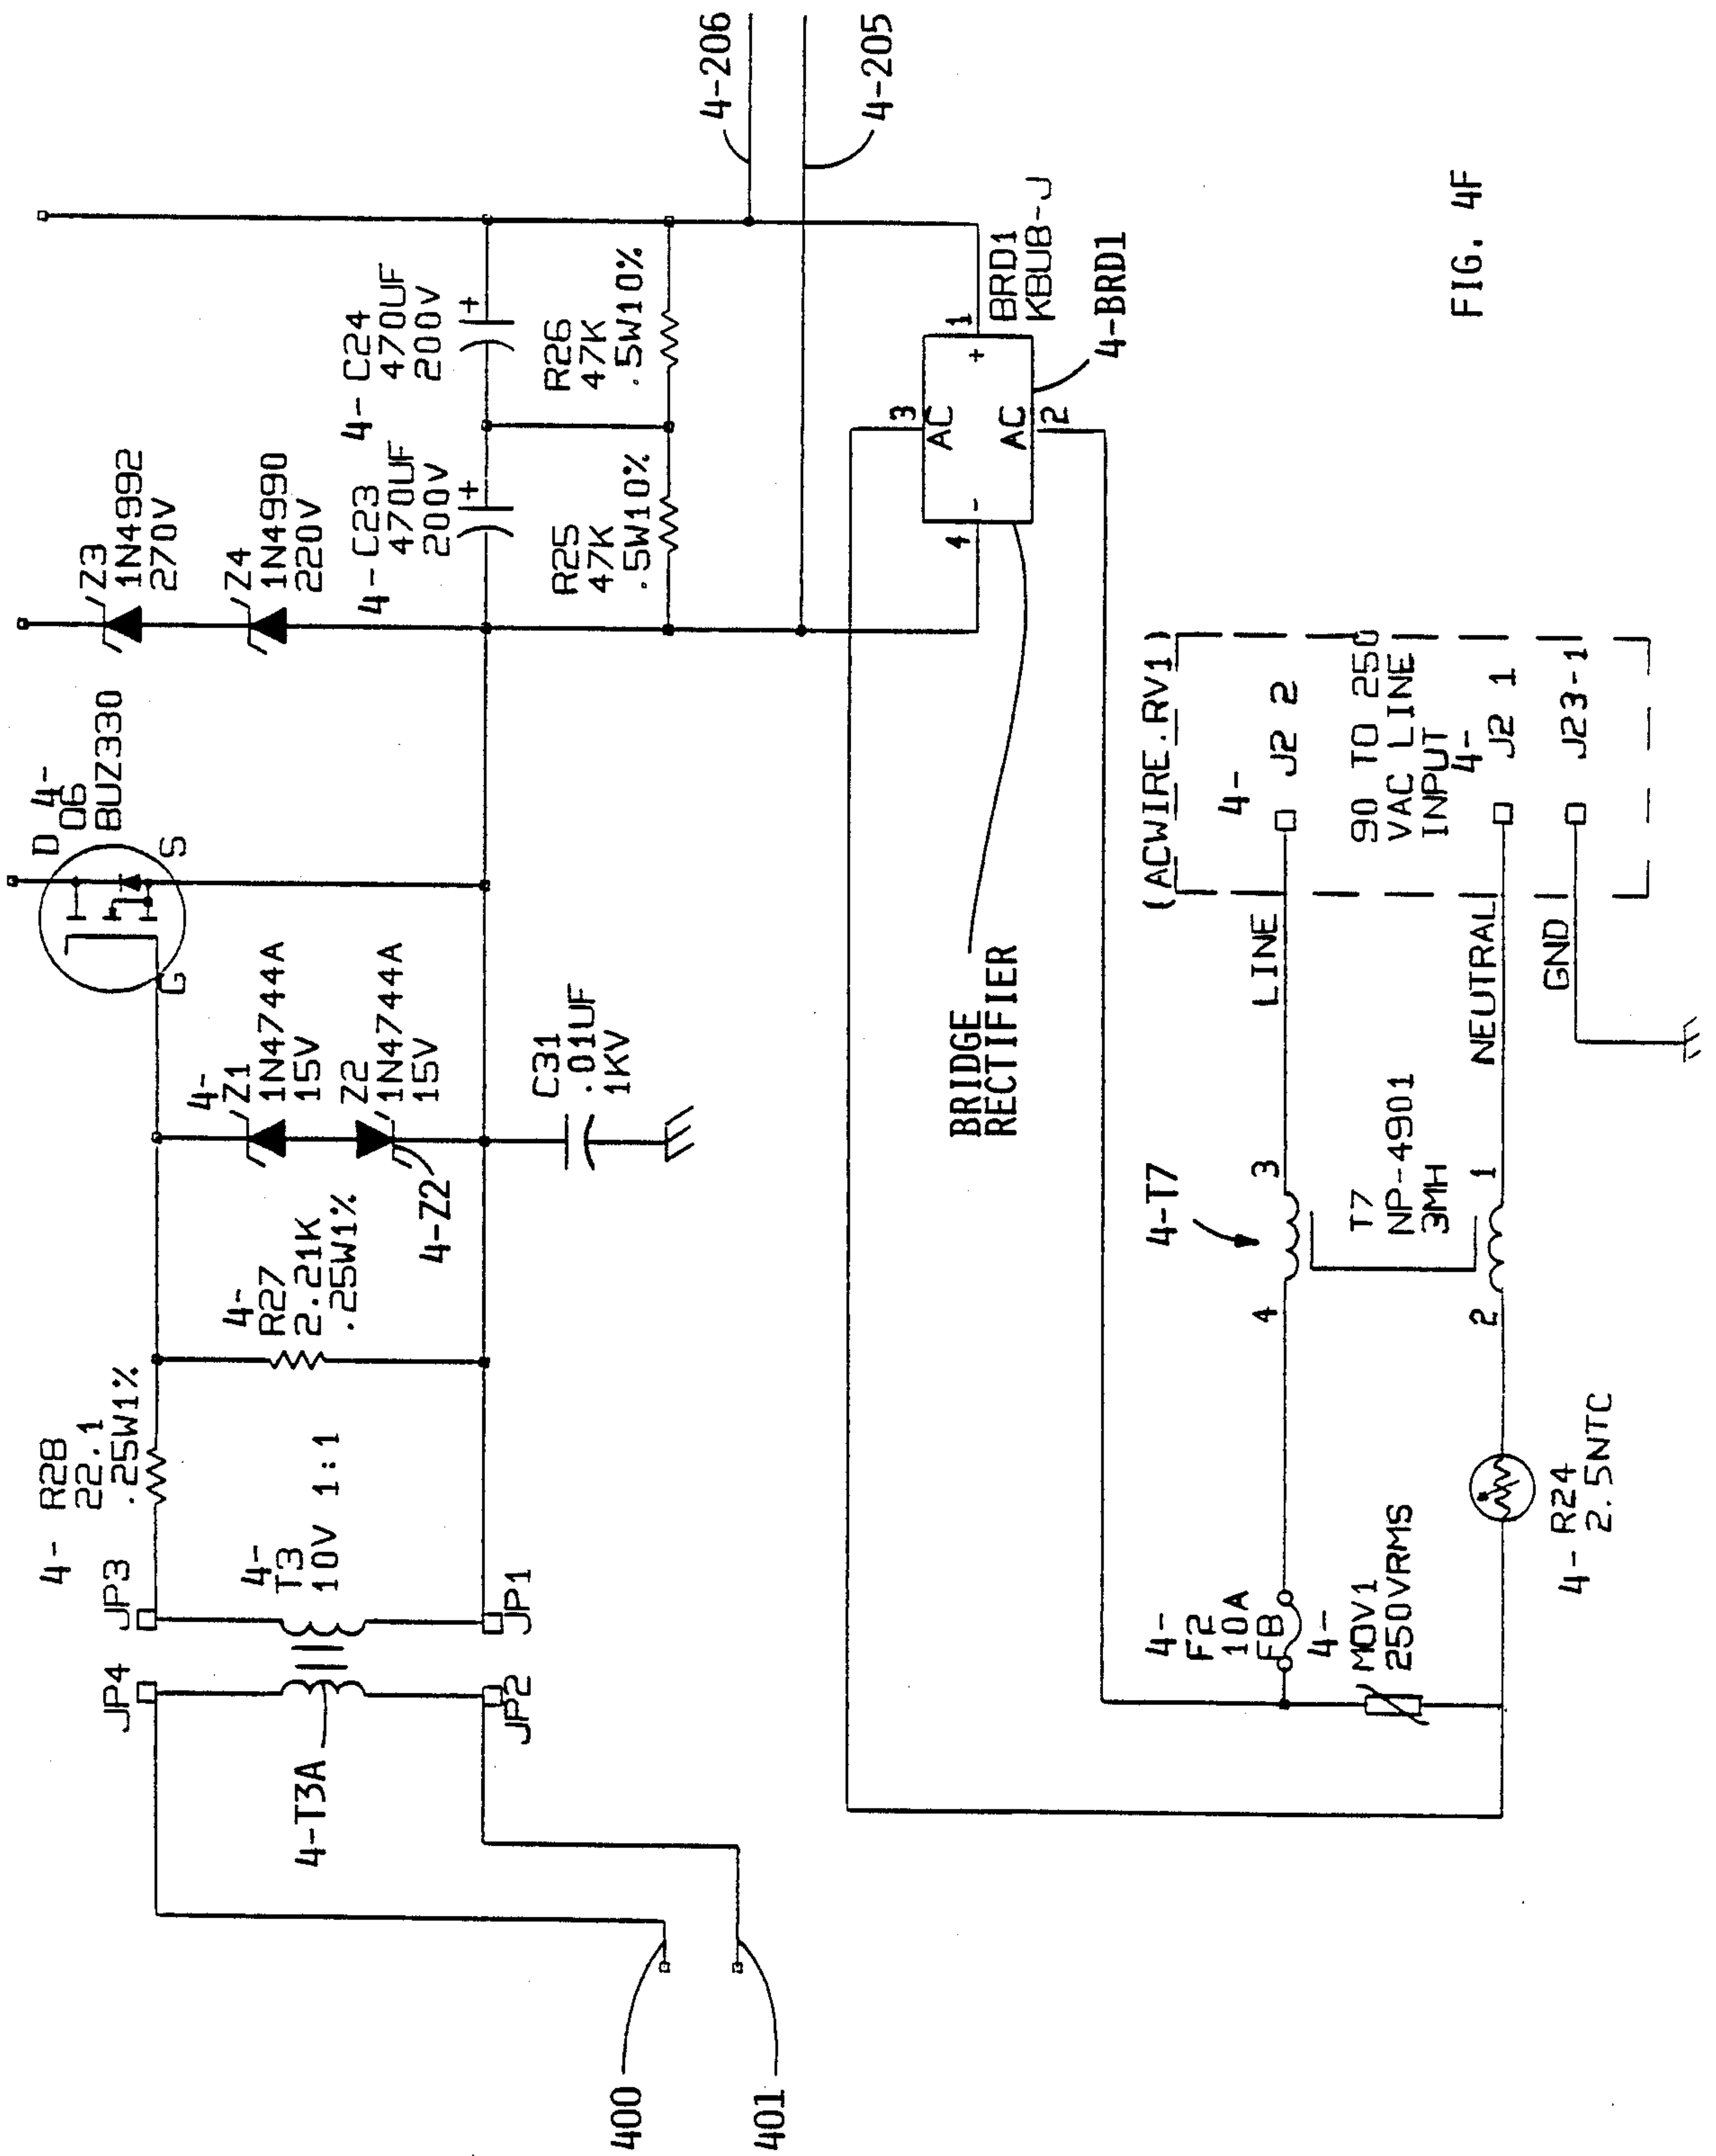 4- R28
22.1
.25W1%
JP3
JP4
4-
T3
10V 1:1
JP1
JP2
4-T3A
400
401
4-
R27
2.21K
.25W1%
4-
Z1
1N4744A
15V
Z2
1N4744A
15V
4-Z2
C31
.01UF
1KV
D
G
S
4-
Q6
BUZ330
Z3
1N4992
270V
Z4
1N4990
220V
4- C23
470UF
200V
+
4- C24
470UF
200V
+
R25
47K
.5W10%
R26
47K
.5W10%
4-206
4-205
BRIDGE
RECTIFIER
3
AC
4 - + 1
AC
2
BRD1
KBU8-J
4-BRD1
(ACWIRE.RV1)
4-
J2 2
90 TO 250
VAC LINE
INPUT
4-
J2 1
J23-1
LINE
NEUTRAL
GND
4-T7
4 3
T7
NP-4901
3MH
2 1
4-
F2
10A
FB
4-
MOV1
250VRMS
4- R24
2.5NTC
FIG. 4F